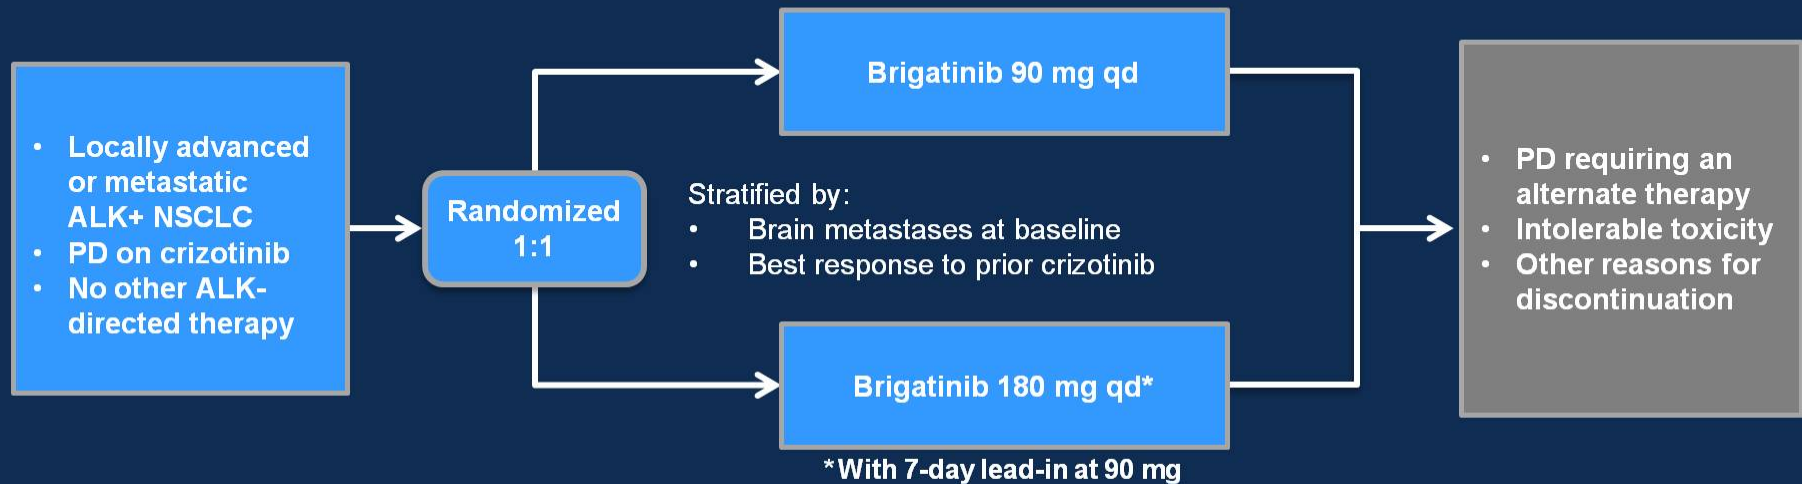 • Locally advanced
or metastatic
ALK+ NSCLC
• PD on crizotinib
• No other ALK-
directed therapy
Randomized
1:1
Brigatinib 90 mg qd
Stratified by:
• Brain metastases at baseline
• Best response to prior crizotinib
Brigatinib 180 mg qd*
*With 7-day lead-in at 90 mg
• PD requiring an
alternate therapy
• Intolerable toxicity
• Other reasons for
discontinuation